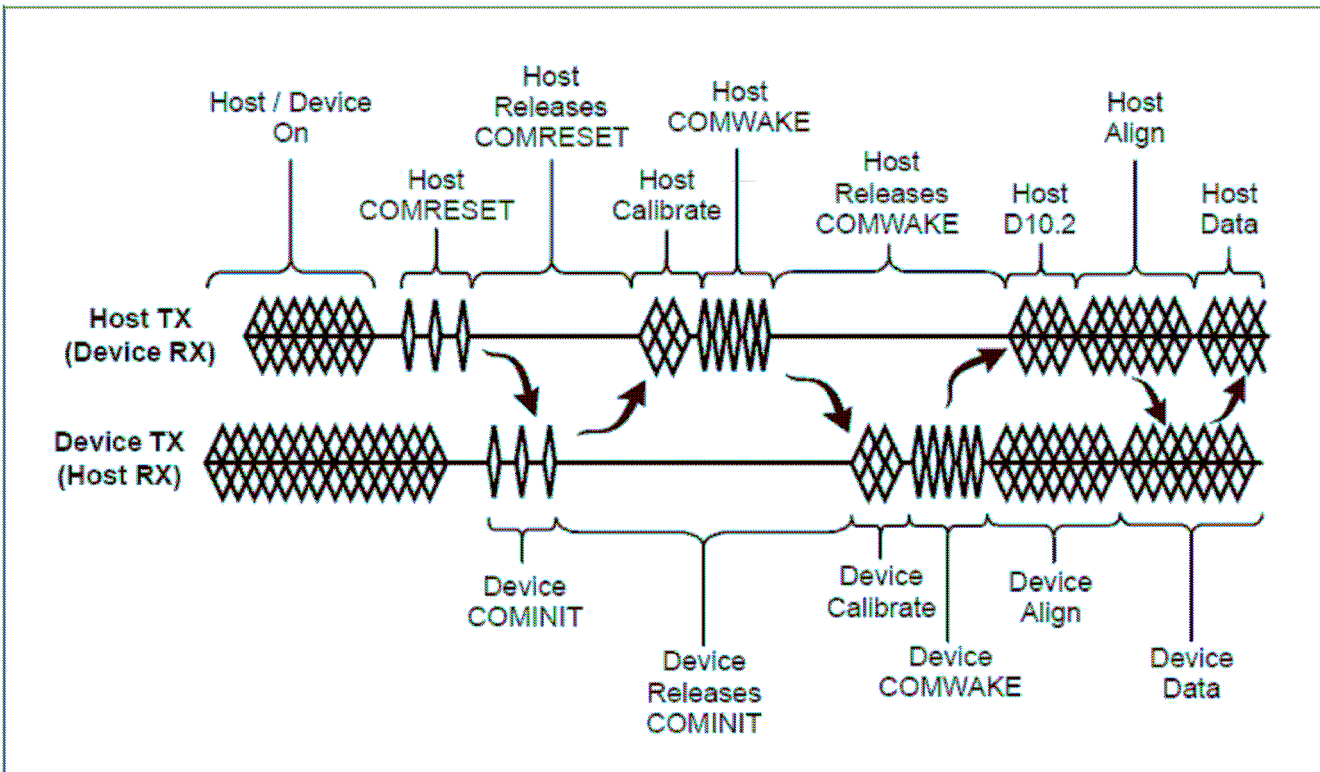 Host / Device
On
Host
COMRESET
Host
Releases
COMRESET
Host
Calibrate
Host
COMWAKE
Host
Releases
COMWAKE
Host
D10.2
Host
Align
Host
Data
Host TX
(Device RX)
Device TX
(Host RX)
Device
COMINIT
Device
Releases
COMINIT
Device
Calibrate
Device
COMWAKE
Device
Align
Device
Data